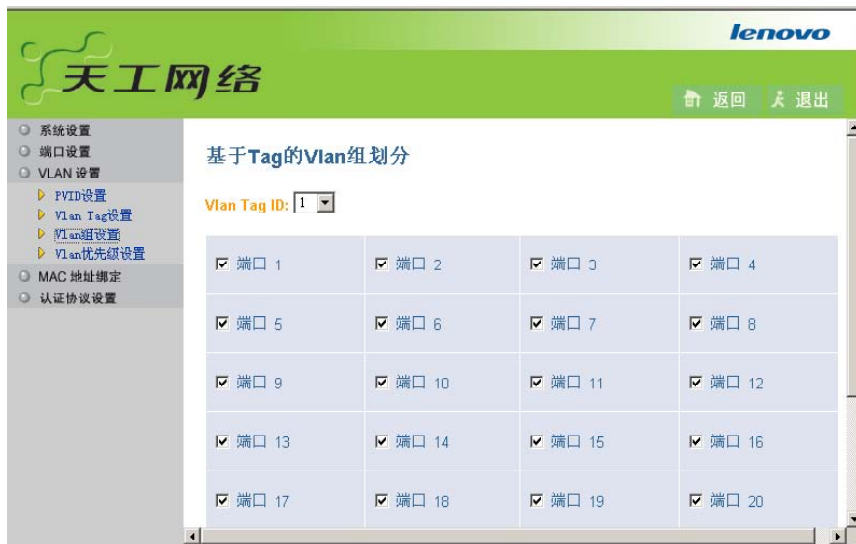 lenovo
天工网络
返回 退出
系统设置
端口设置
VLAN 设置
PVID设置
Vlan Tag设置
Vlan组设置
Vlan优先级设置
MAC 地址绑定
认证协议设置
基于Tag的Vlan组划分
Vlan Tag ID: 1
端口 1 端口 2 端口 3 端口 4
端口 5 端口 6 端口 7 端口 8
端口 9 端口 10 端口 11 端口 12
端口 13 端口 14 端口 15 端口 16
端口 17 端口 18 端口 19 端口 20